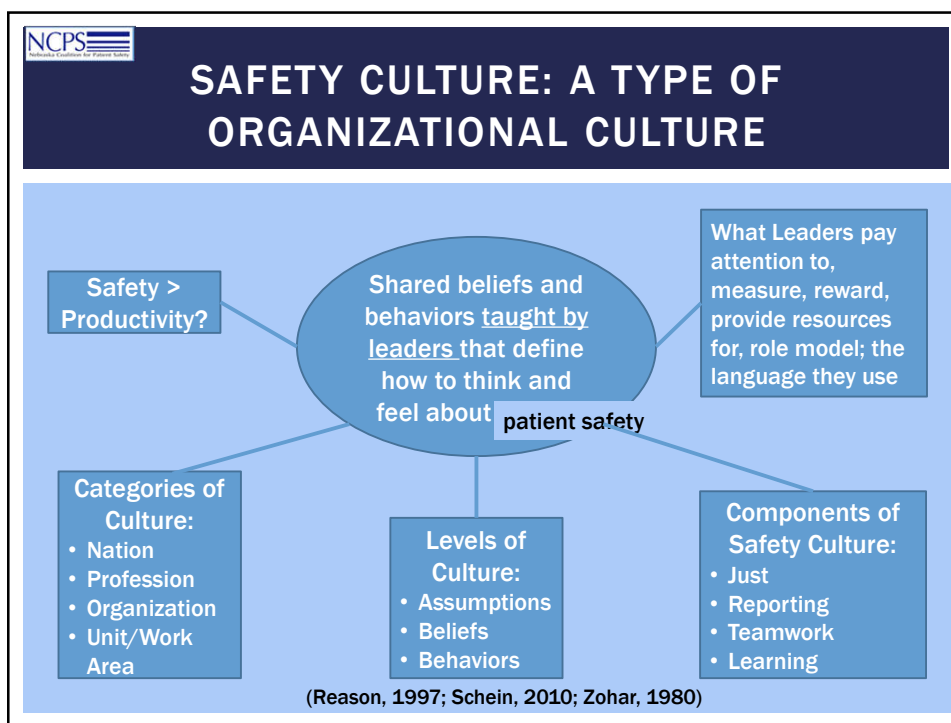 NCPS
Nebraska Coalition for Patient Safety
SAFETY CULTURE: A TYPE OF
ORGANIZATIONAL CULTURE
Safety >
Productivity?
Shared beliefs and
behaviors taught by
leaders that define
how to think and
feel about
patient safety
What Leaders pay
attention to,
measure, reward,
provide resources
for, role model; the
language they use
Categories of
Culture:
• Nation
• Profession
• Organization
• Unit/Work
Area
Levels of
Culture:
• Assumptions
• Beliefs
• Behaviors
Components of
Safety Culture:
• Just
• Reporting
• Teamwork
• Learning
(Reason, 1997; Schein, 2010; Zohar, 1980)